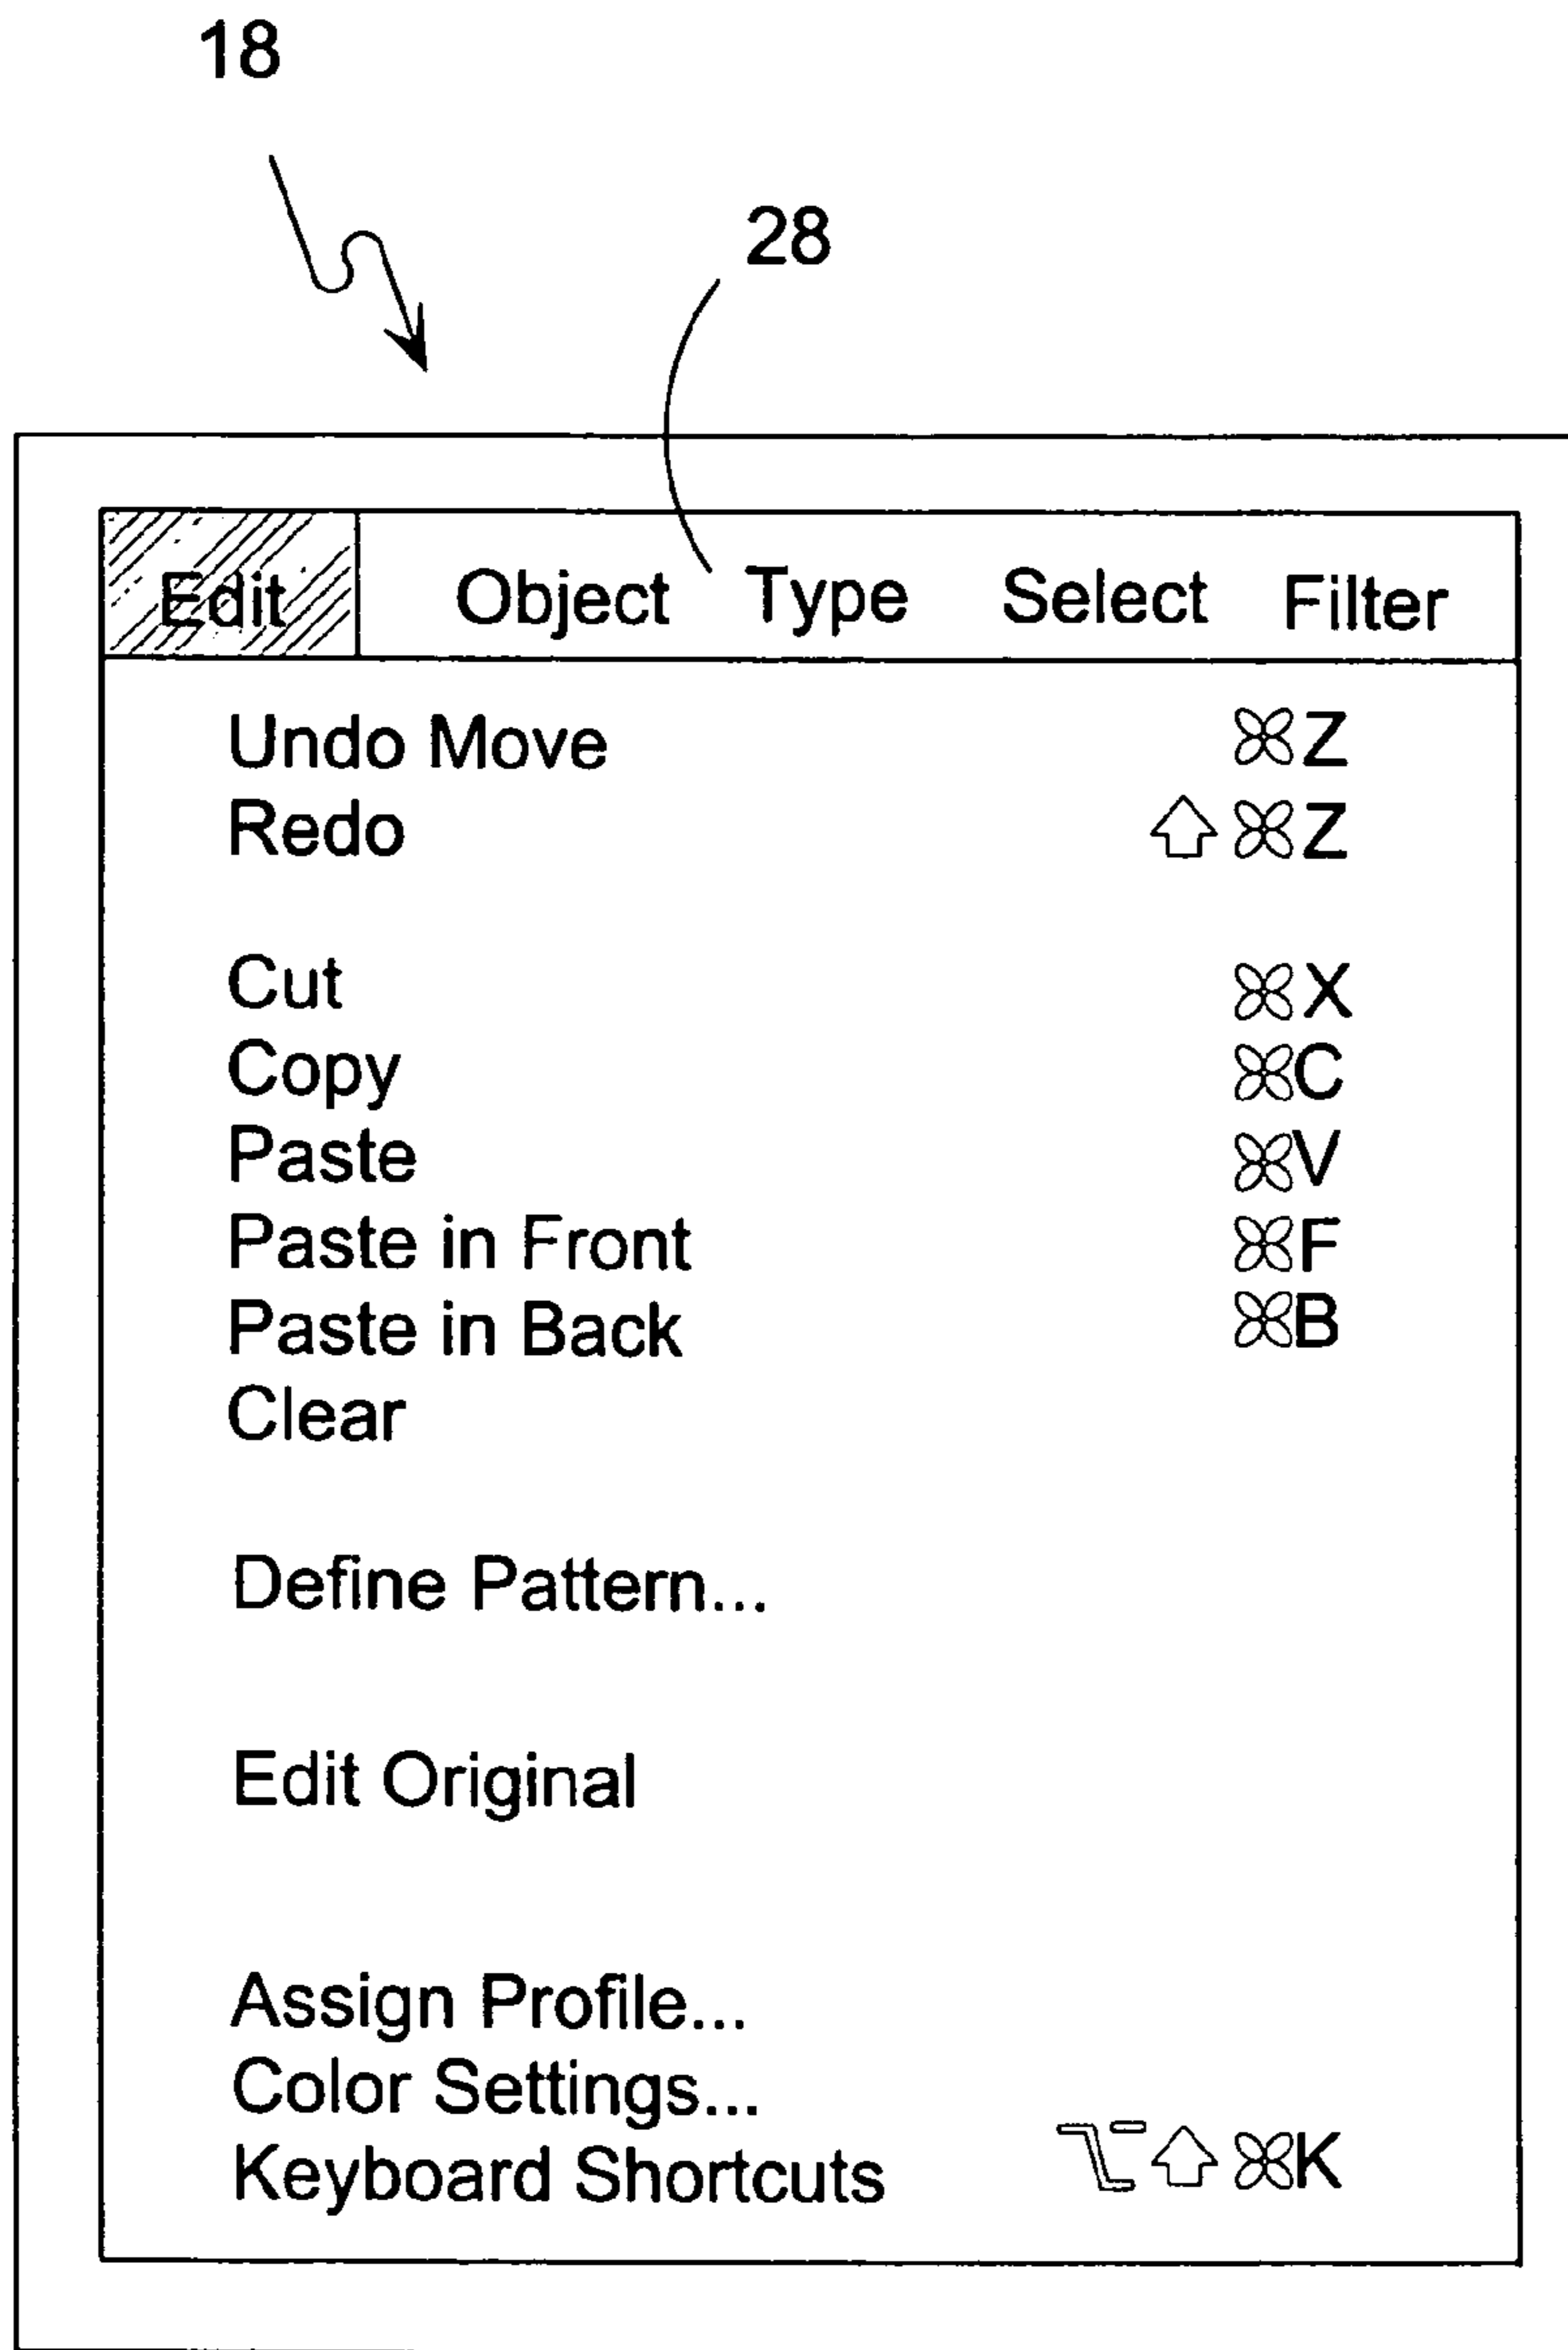 18
28
Edit Object Type Select Filter
Undo Move ⌘Z
Redo ⇧⌘Z
Cut ⌘X
Copy ⌘C
Paste ⌘V
Paste in Front ⌘F
Paste in Back ⌘B
Clear
Define Pattern...
Edit Original
Assign Profile...
Color Settings...
Keyboard Shortcuts ⌥⇧⌘K